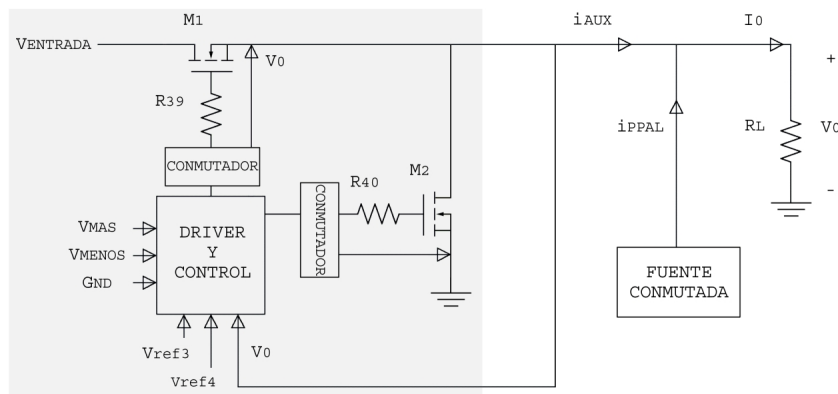 M1
iAUX
I0
VENTRADA
V0
+
R39
iPPAL
RL
V0
CONMUTADOR
M2
R40
CONMUTADOR
-
VMAS
DRIVER
Y
CONTROL
VMENOS
GND
FUENTE
CONMUTADA
Vref3
V0
Vref4